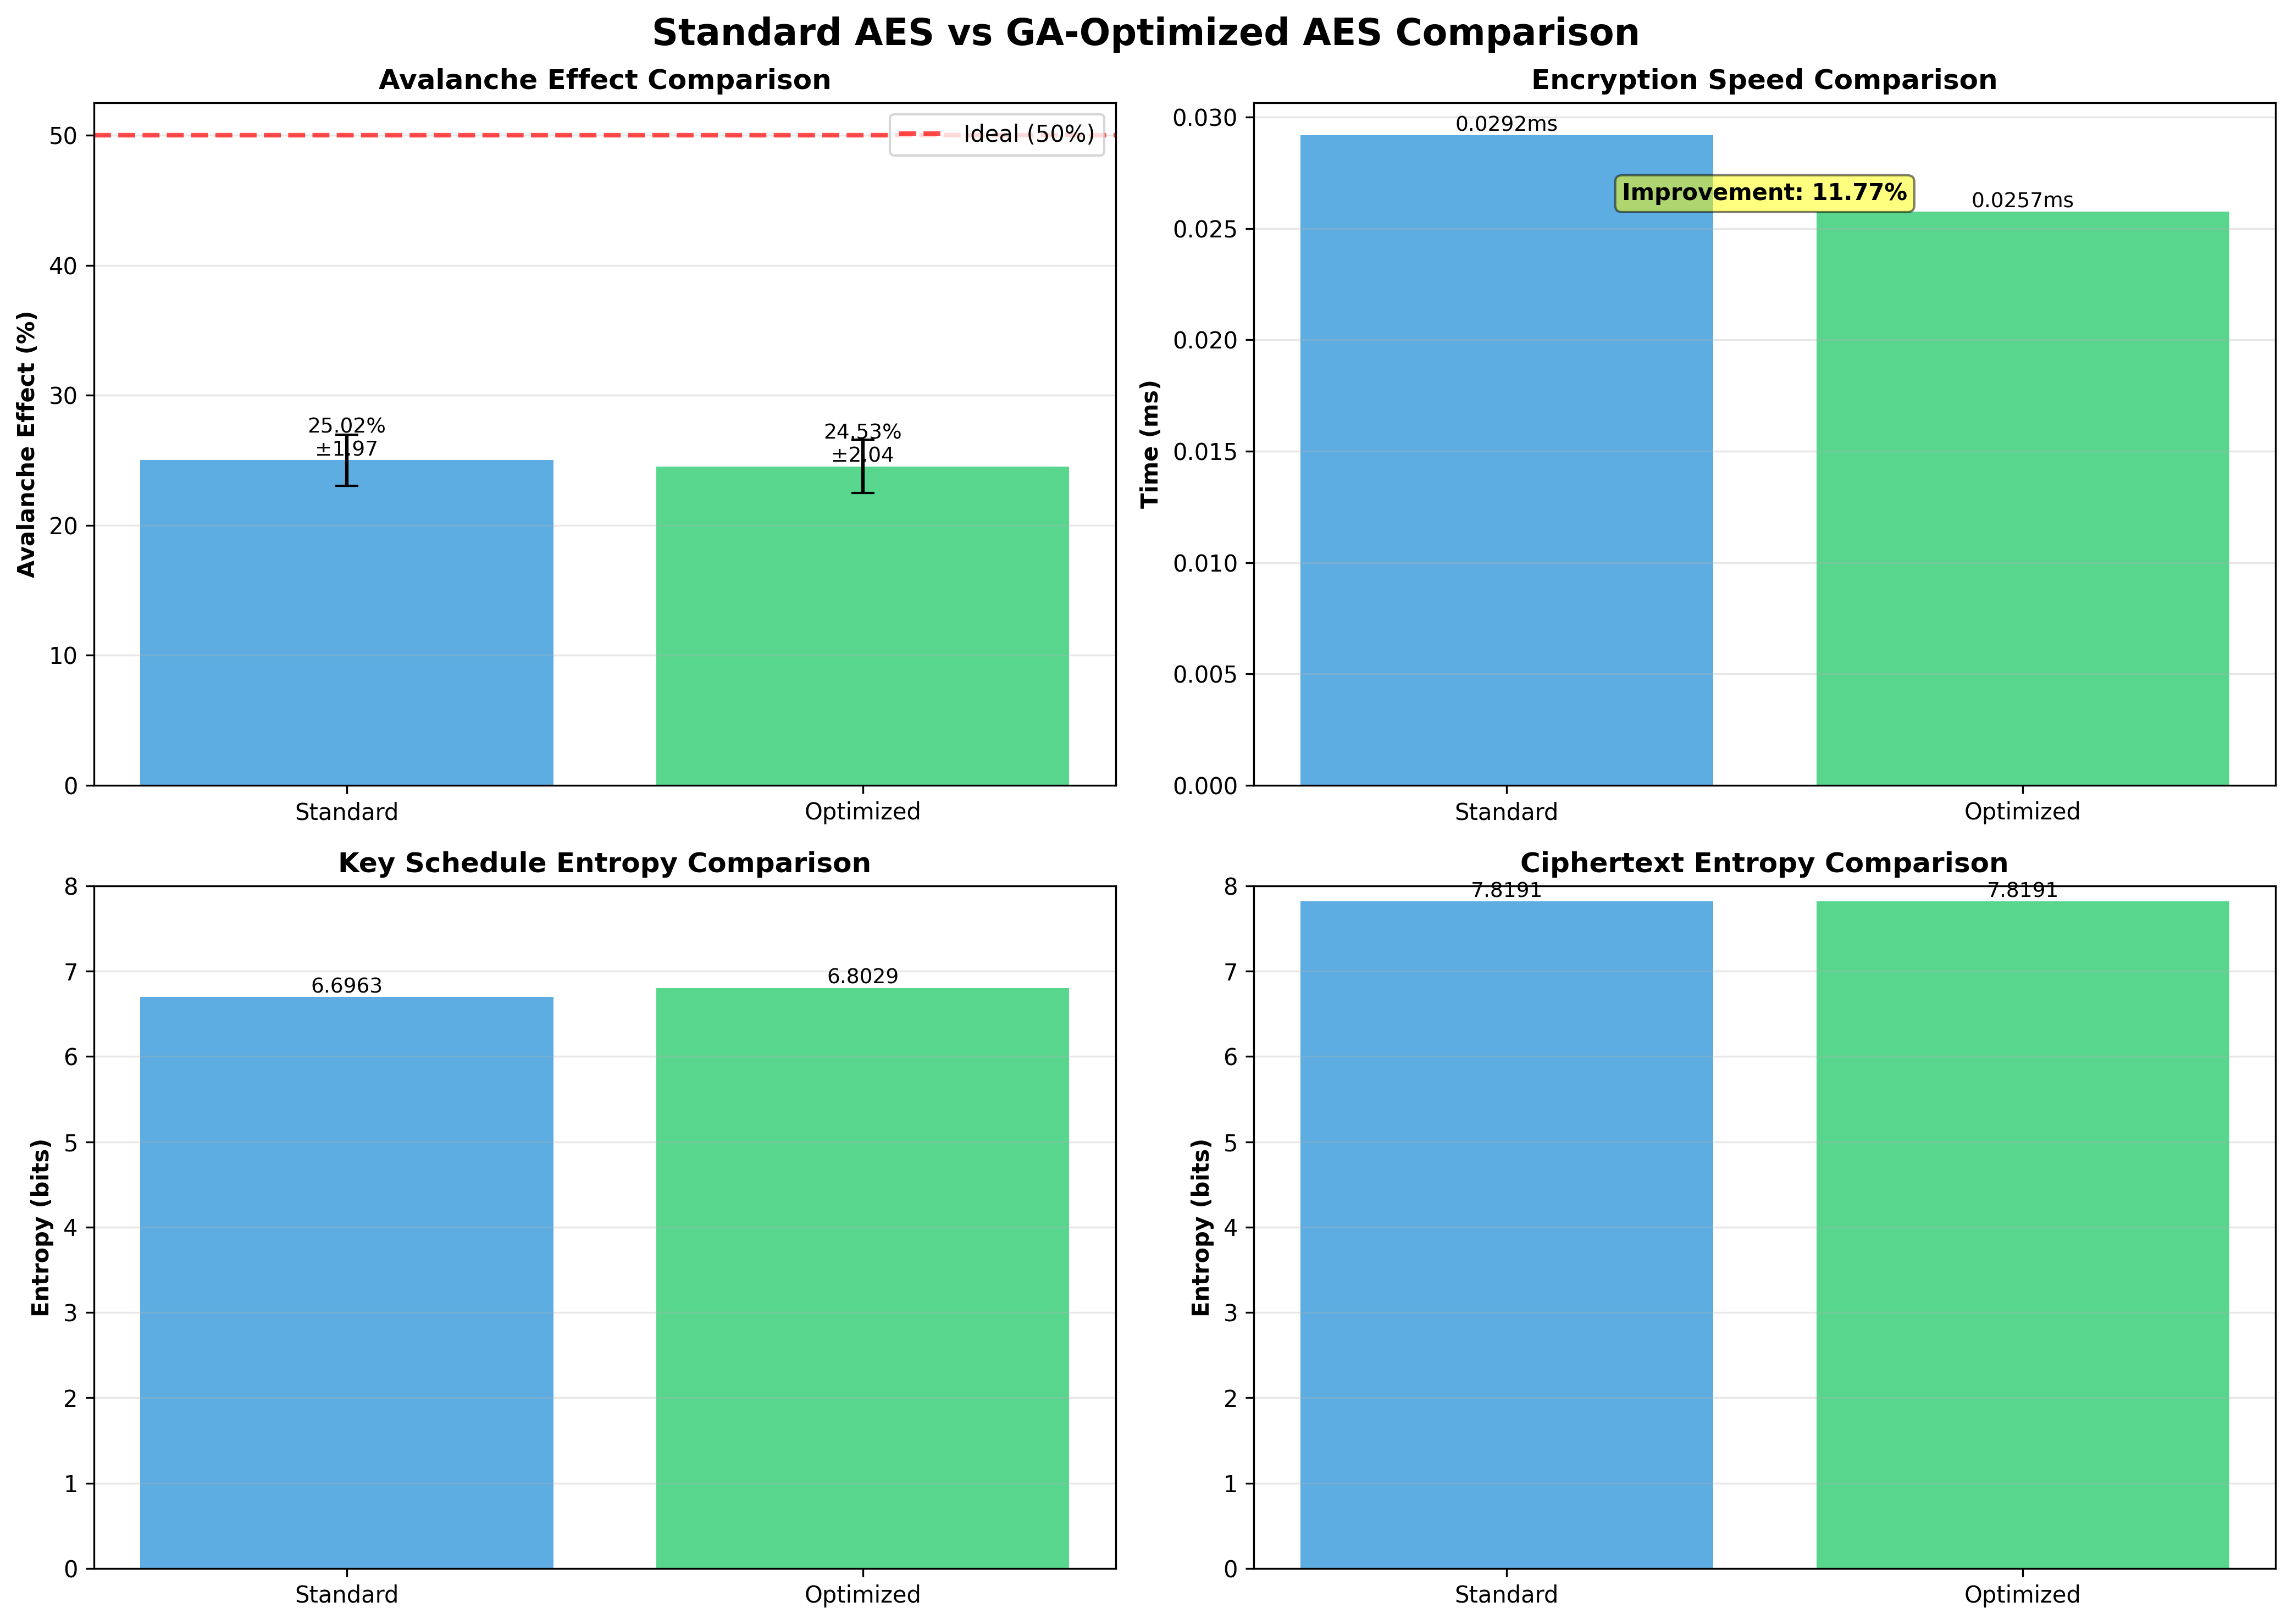 Standard AES vs GA-Optimized AES Comparison
Avalanche Effect Comparison
Avalanche Effect (%)
50
40
30
20
10
0
Ideal (50%)
25.02%
±1.97
24.53%
±2.04
Standard
Optimized
Encryption Speed Comparison
Time (ms)
0.030
0.025
0.020
0.015
0.010
0.005
0.000
0.0292ms
Improvement: 11.77%
0.0257ms
Standard
Optimized
Key Schedule Entropy Comparison
Entropy (bits)
8
7
6
5
4
3
2
1
0
6.6963
6.8029
Standard
Optimized
Ciphertext Entropy Comparison
Entropy (bits)
8
7
6
5
4
3
2
1
0
7.8191
7.8191
Standard
Optimized